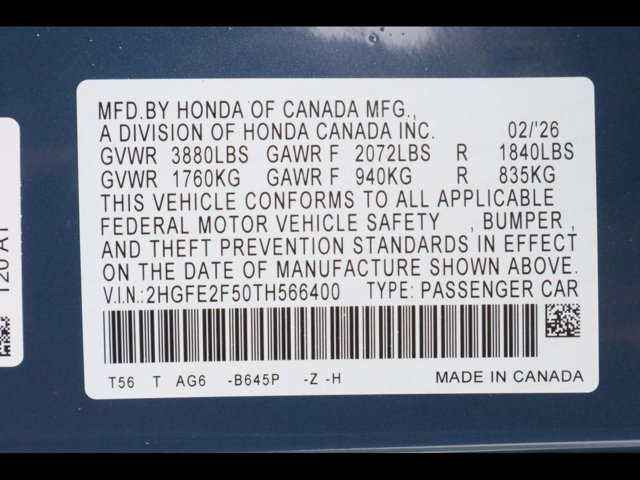 MFD.BY HONDA OF CANADA MFG.,
A DIVISION OF HONDA CANADA INC. 02/'26
GVWR 3880LBS GAWR F 2072LBS R 1840LBS
GVWR 1760KG GAWR F 940KG R 835KG
THIS VEHICLE CONFORMS TO ALL APPLICABLE
FEDERAL MOTOR VEHICLE SAFETY , BUMPER ,
AND THEFT PREVENTION STANDARDS IN EFFECT
ON THE DATE OF MANUFACTURE SHOWN ABOVE.
V.I.N.:2HGFE2F50TH566400 TYPE: PASSENGER CAR
T56 T AG6 -B645P -Z -H MADE IN CANADA